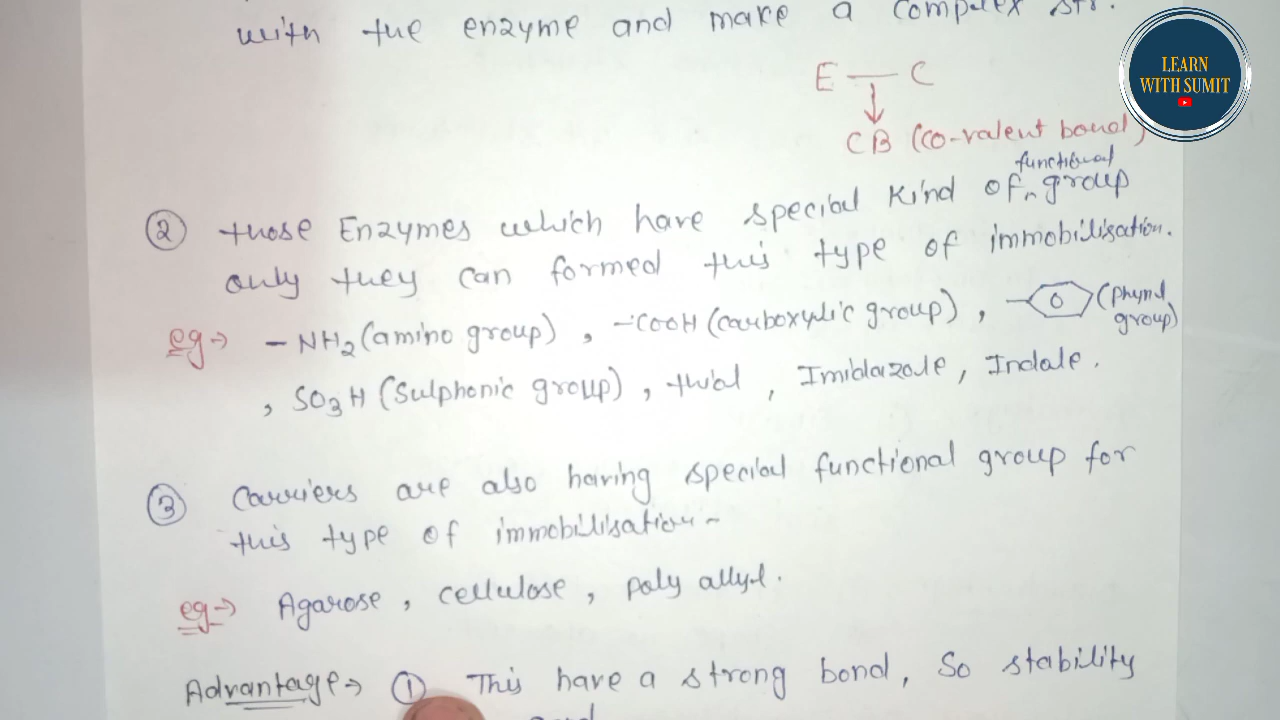 with the enzyme and make a complex str.
LEARN
WITH SUMIT
E — C
CB (co-valent bond)
functional
② those Enzymes which have special kind of group
only they can formed this type of immobilisation.
eg→ -NH2 (amino group), -COOH (carboxylic group), (Phynl
group)
, SO3H (Sulphonic group), thiol, Imidazole, Indale.
③ Carriers are also having special functional group for
this type of immobilisation-
eg→ Agarose, cellulose, poly allyl.
Advantage→ ① This have a strong bond, So stability
and